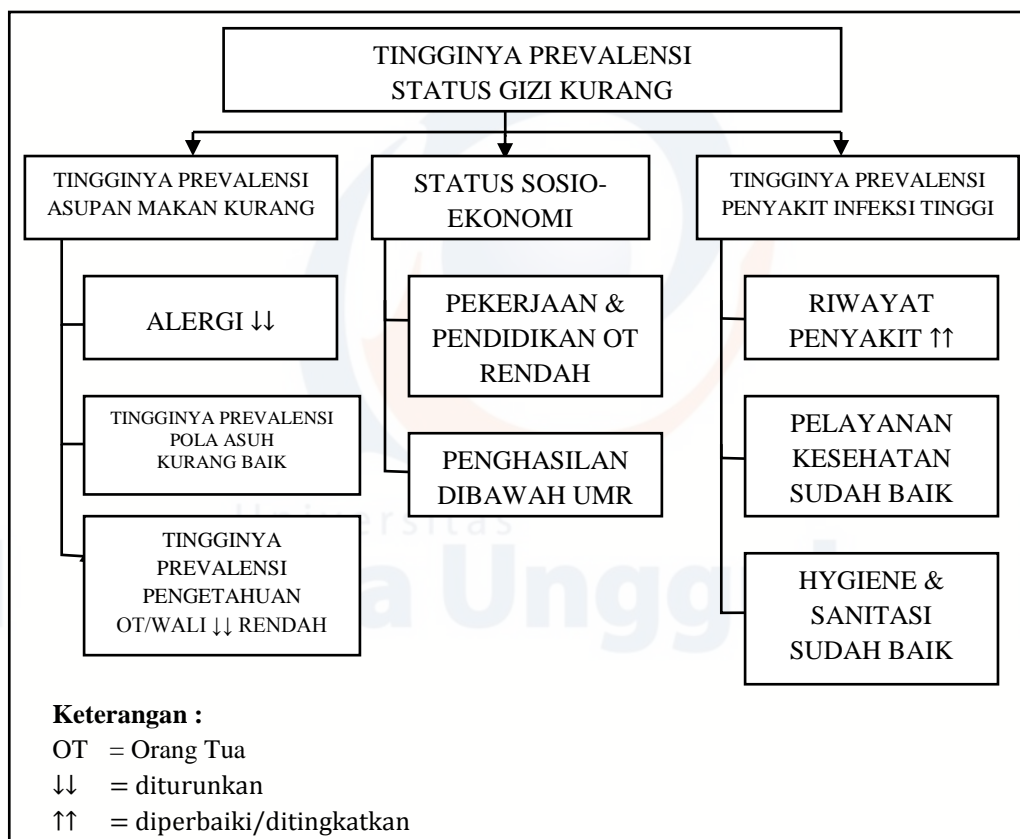 TINGGINYA PREVALENSI
STATUS GIZI KURANG
TINGGINYA PREVALENSI
ASUPAN MAKAN KURANG
STATUS SOSIO-
EKONOMI
TINGGINYA PREVALENSI
PENYAKIT INFEKSI TINGGI
ALERGI ↓↓
TINGGINYA PREVALENSI
POLA ASUH
KURANG BAIK
TINGGINYA
PREVALENSI
PENGETAHUAN
OT/WALI ↓↓ RENDAH
PEKERJAAN &
PENDIDIKAN OT
RENDAH
PENGHASILAN
DIBAWAH UMR
RIWAYAT
PENYAKIT ↑↑
PELAYANAN
KESEHATAN
SUDAH BAIK
HYGIENE &
SANITASI
SUDAH BAIK
Universitas
a Ungg
Keterangan :
OT = Orang Tua
↓↓ = diturunkan
↑↑ = diperbaiki/ditingkatkan